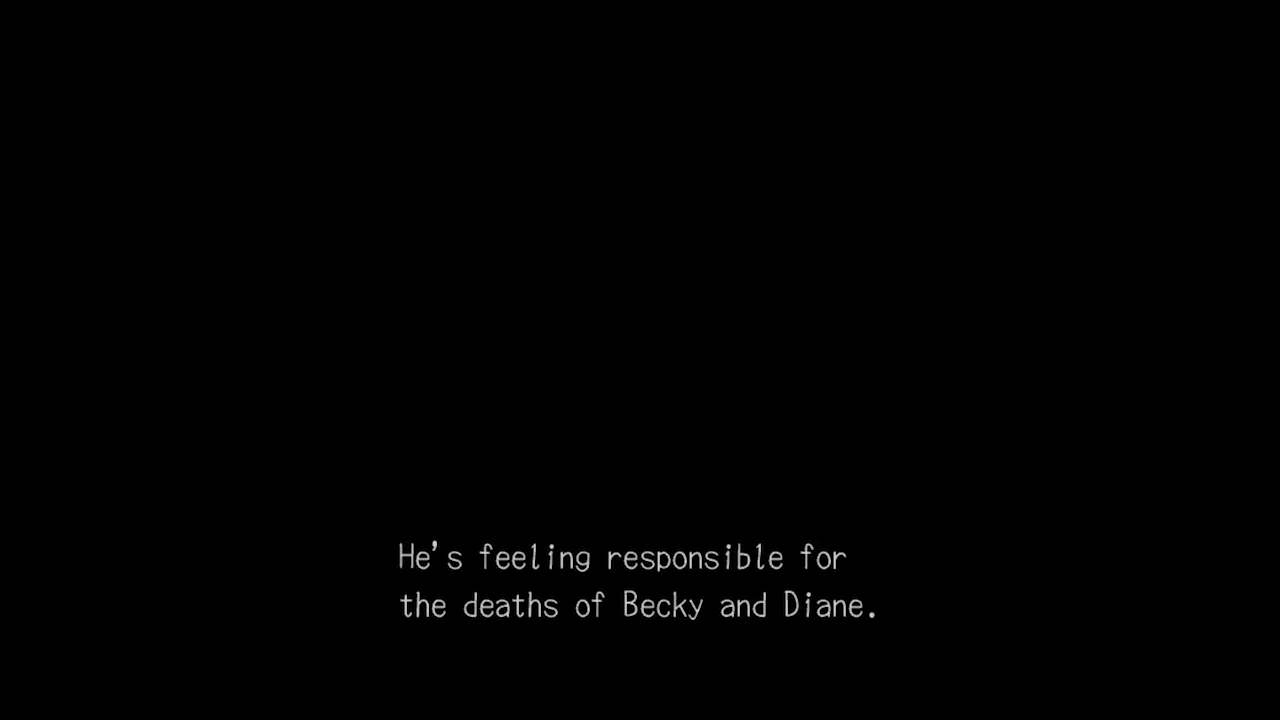 He's feeling responsible for
the deaths of Becky and Diane.